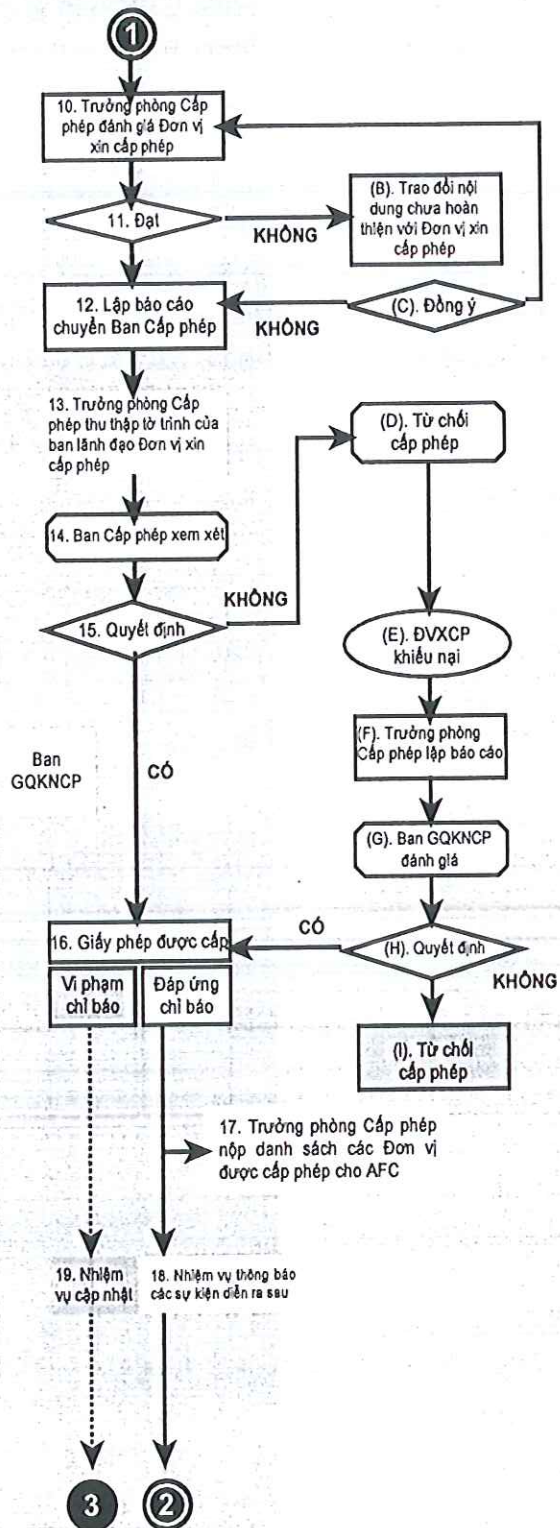 1
10. Trưởng phòng Cấp
phép đánh giá Đơn vị
xin cấp phép
11. Đạt
KHÔNG
(B). Trao đổi nội
dung chưa hoàn
thiện với Đơn vị xin
cấp phép
12. Lập báo cáo
chuyển Ban Cấp phép
KHÔNG
(C). Đồng ý
13. Trưởng phòng Cấp
phép thu thập tờ trình của
ban lãnh đạo Đơn vị xin
cấp phép
(D). Từ chối
cấp phép
14. Ban Cấp phép xem xét
KHÔNG
15. Quyết định
(E). ĐVXCP
khiếu nại
Ban
GQKNCP
CÓ
(F). Trưởng phòng
Cấp phép lập báo cáo
(G). Ban GQKNCP
đánh giá
16. Giấy phép được cấp
CÓ
(H). Quyết định
KHÔNG
Vi phạm
chỉ báo
Đáp ứng
chỉ báo
(I). Từ chối
cấp phép
17. Trưởng phòng Cấp phép
nộp danh sách các Đơn vị
được cấp phép cho AFC
19. Nhiệm
vụ cập nhật
18. Nhiệm vụ thông báo
các sự kiện diễn ra sau
3
2